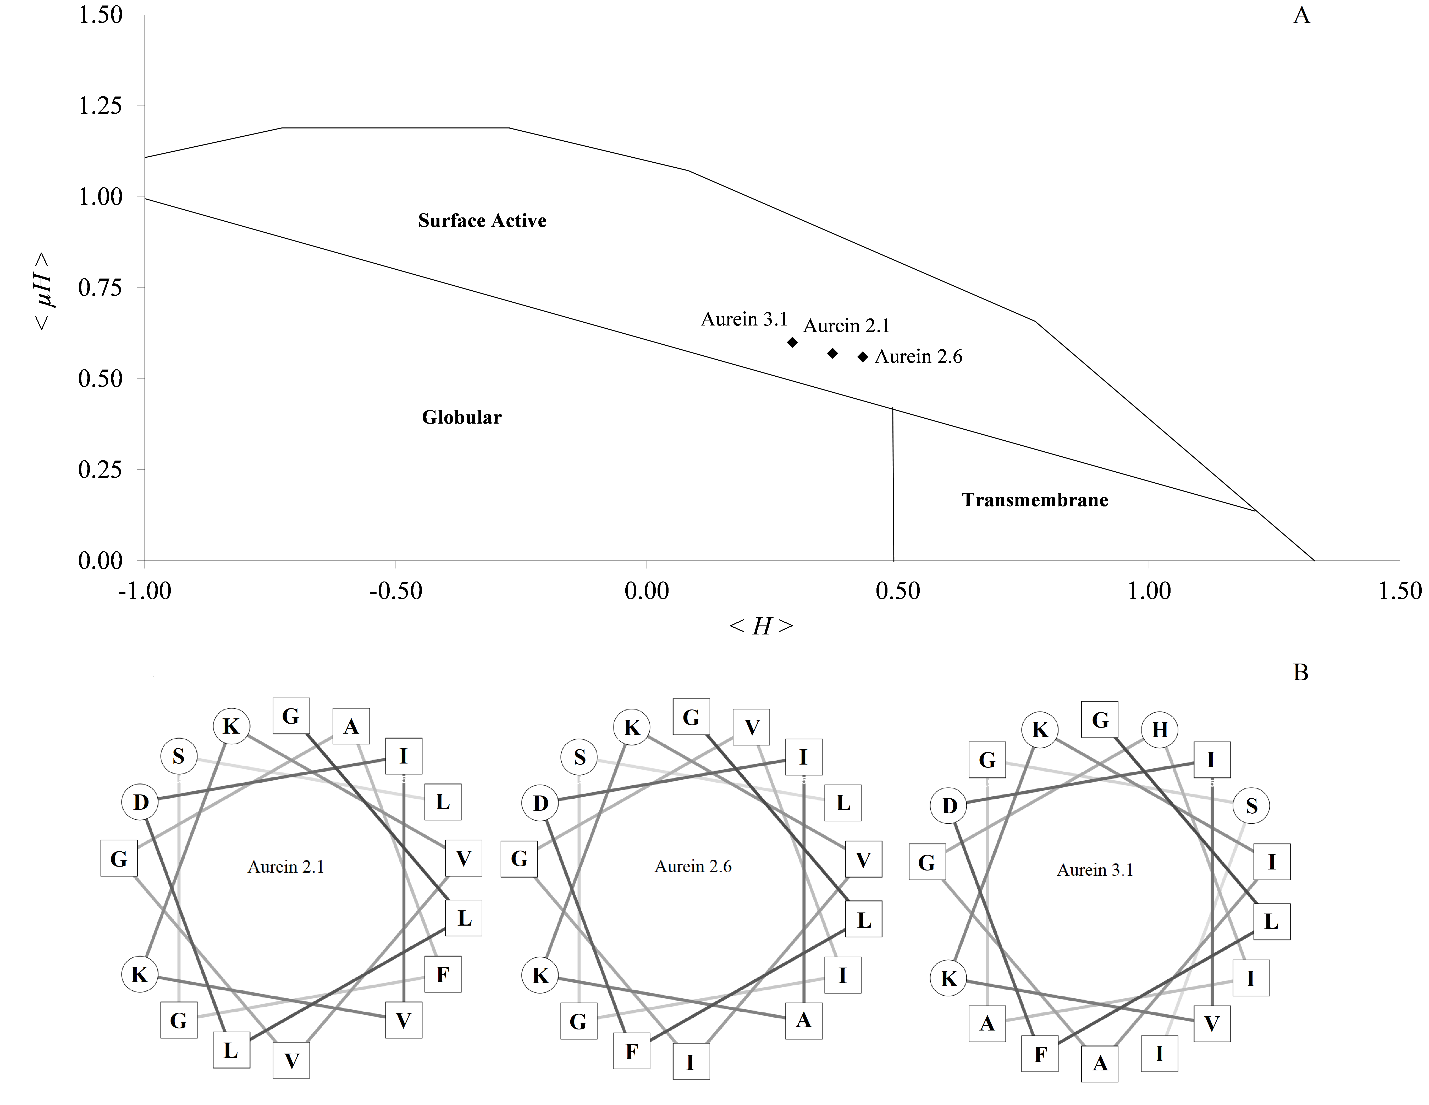 1.50
A
1.25
1.00
Surface Active
0.75
Aurein 3.1
Aurein 2.1
Aurein 2.6
< μH >
0.50
Globular
0.25
Transmembrane
0.00
-1.00 -0.50 0.00 0.50 1.00 1.50
< H >
B
K G A
S I
D L
G Aurein 2.1 V
L
K F
G V
L V
K G V
S I
D L
G Aurein 2.6 V
L
K I
G A
F I
K G H
G I
D S
G Aurein 3.1 I
L
K I
A V
F A I